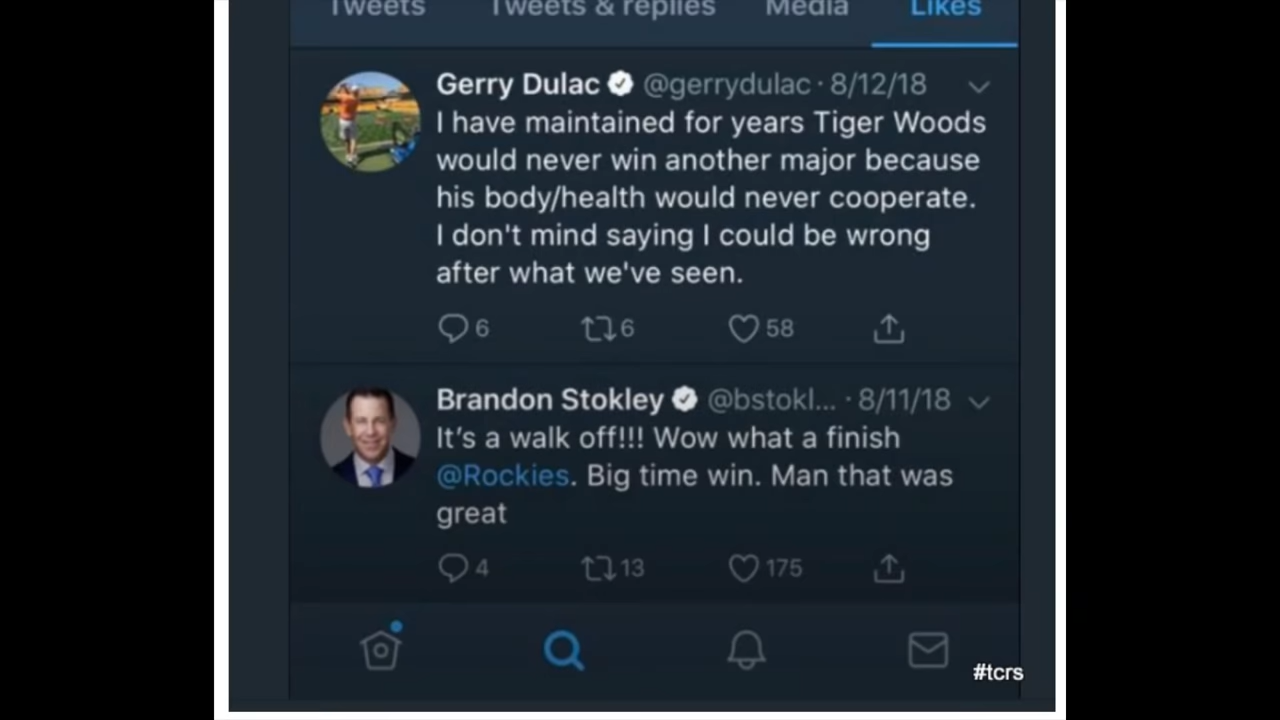 Tweets Tweets & replies Media Likes
Gerry Dulac @gerrydulac · 8/12/18
I have maintained for years Tiger Woods
would never win another major because
his body/health would never cooperate.
I don't mind saying I could be wrong
after what we've seen.
6 6 58
Brandon Stokley @bstokl... · 8/11/18
It's a walk off!!! Wow what a finish
@Rockies. Big time win. Man that was
great
4 13 175
#tcrs